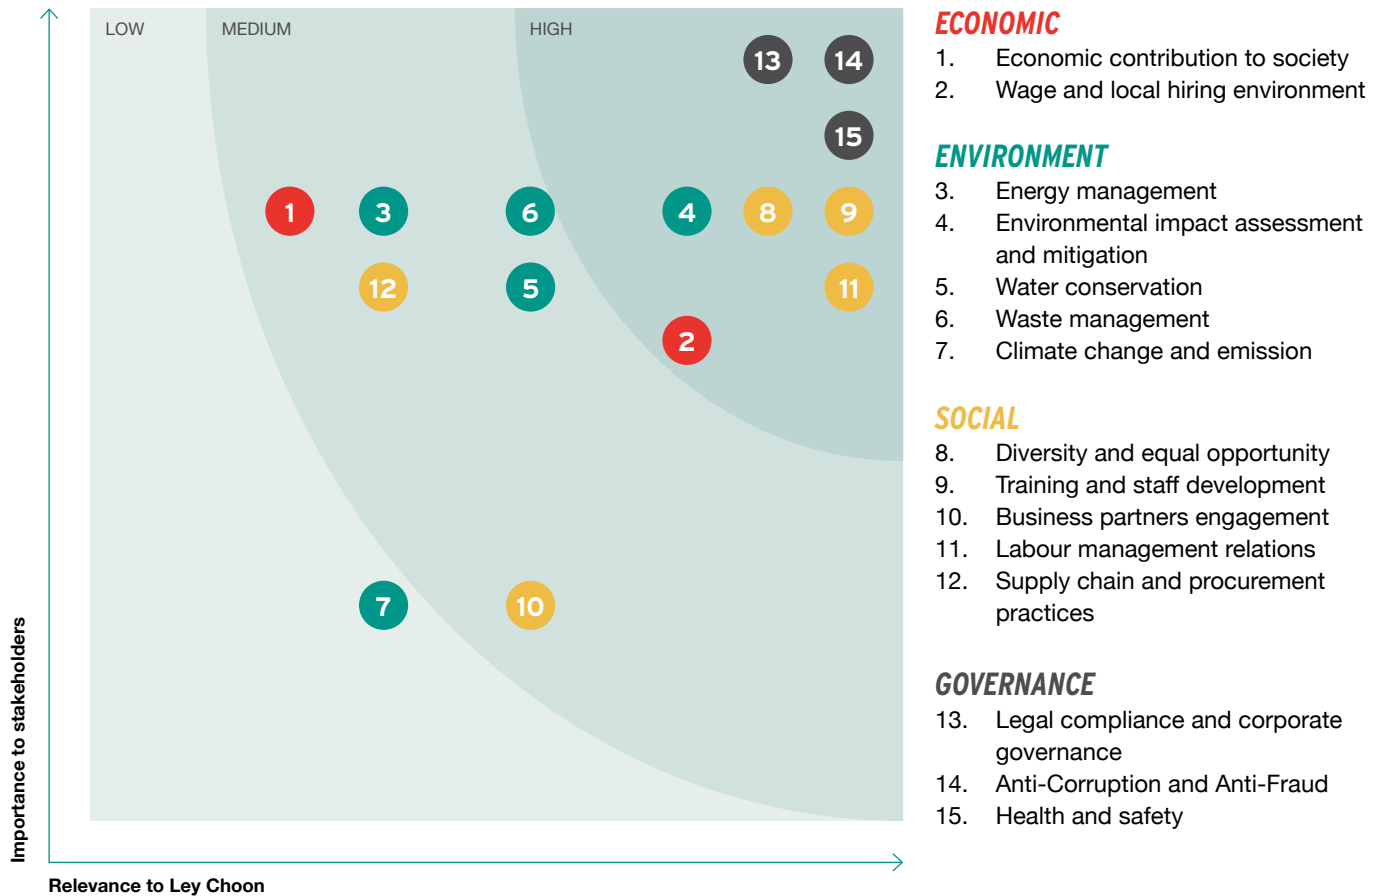 LOW
MEDIUM
HIGH
13
14
15
1
3
6
4
8
9
12
5
11
2
7
10
Importance to stakeholders
Relevance to Ley Choon
ECONOMIC
1. Economic contribution to society
2. Wage and local hiring environment
ENVIRONMENT
3. Energy management
4. Environmental impact assessment
and mitigation
5. Water conservation
6. Waste management
7. Climate change and emission
SOCIAL
8. Diversity and equal opportunity
9. Training and staff development
10. Business partners engagement
11. Labour management relations
12. Supply chain and procurement
practices
GOVERNANCE
13. Legal compliance and corporate
governance
14. Anti-Corruption and Anti-Fraud
15. Health and safety